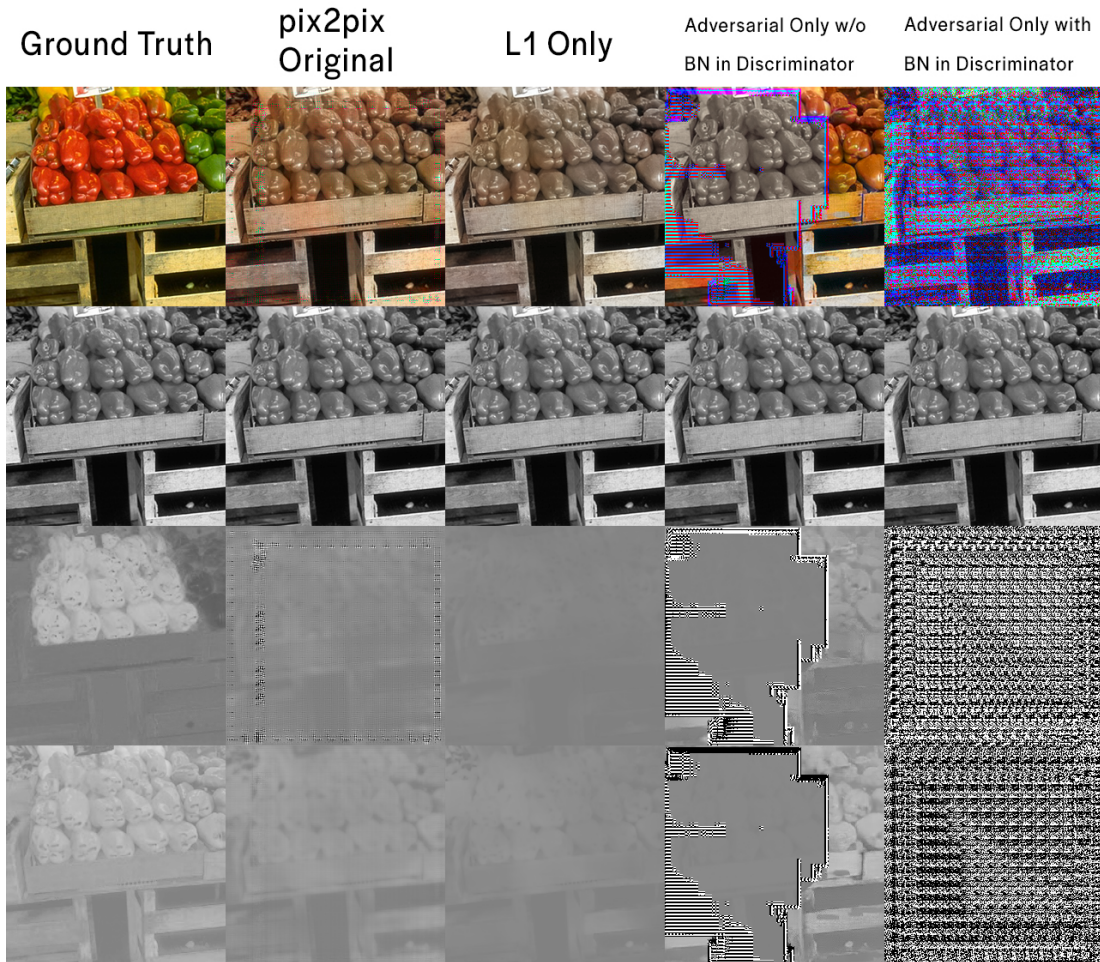 Ground Truth
pix2pix
Original
L1 Only
Adversarial Only w/o
BN in Discriminator
Adversarial Only with
BN in Discriminator